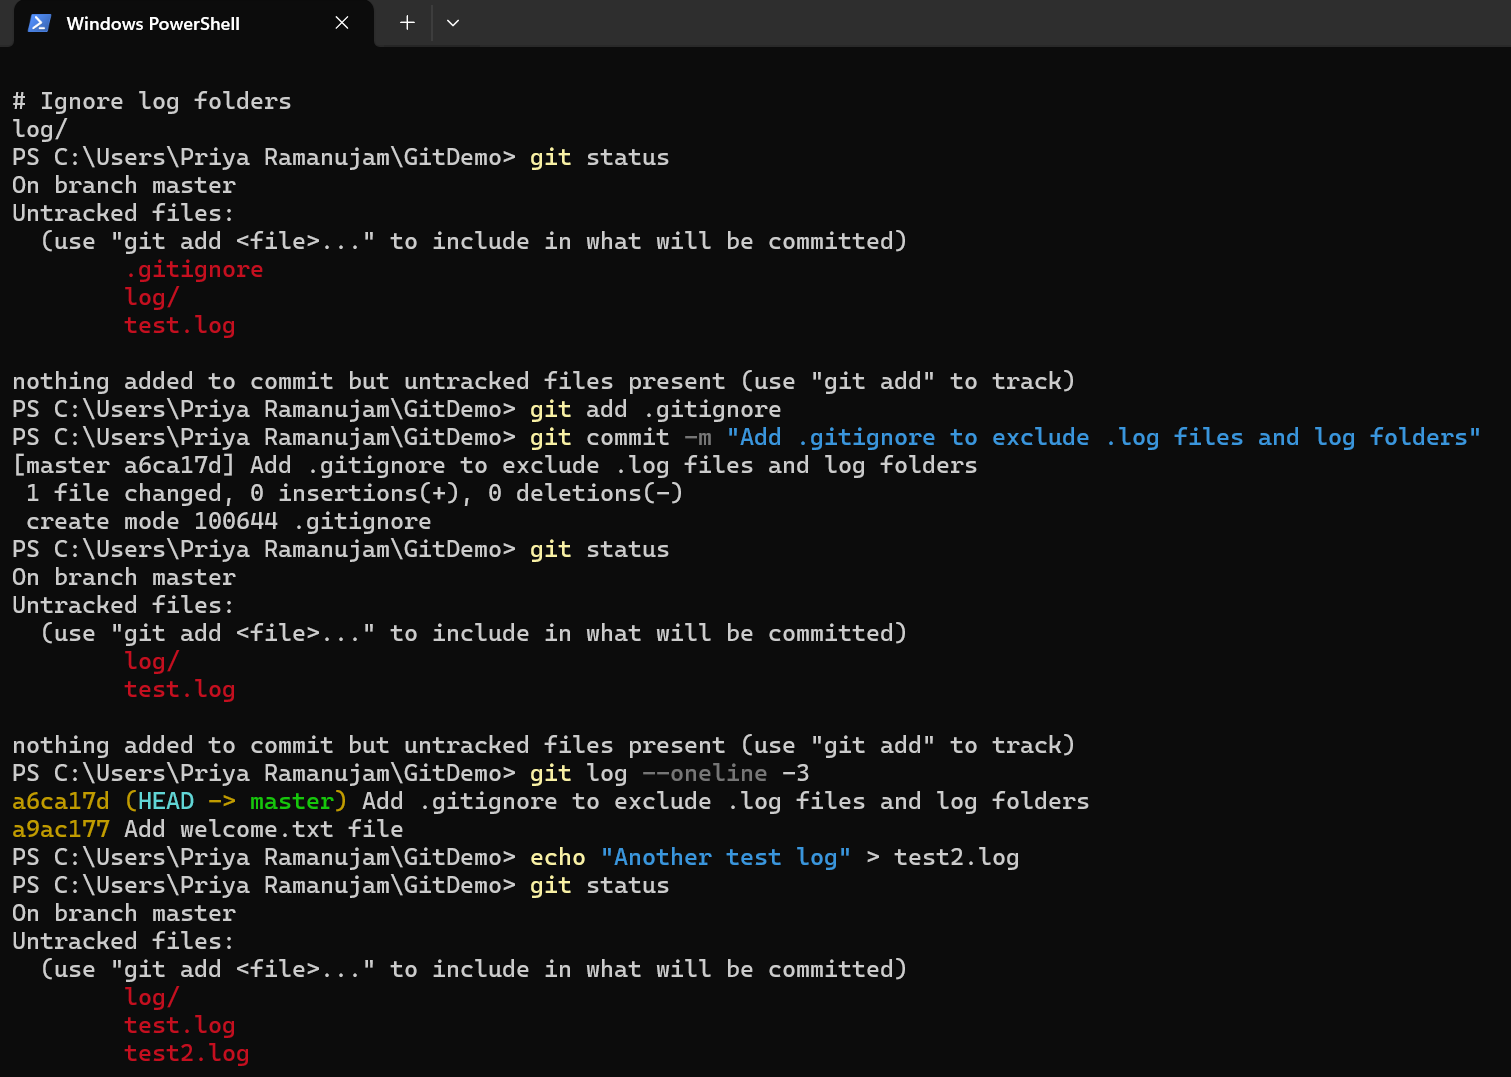 Windows PowerShell
# Ignore log folders
log/
PS C:\Users\Priya Ramanujam\GitDemo> git status
On branch master
Untracked files:
  (use "git add <file>..." to include in what will be committed)
        .gitignore
        log/
        test.log

nothing added to commit but untracked files present (use "git add" to track)
PS C:\Users\Priya Ramanujam\GitDemo> git add .gitignore
PS C:\Users\Priya Ramanujam\GitDemo> git commit -m "Add .gitignore to exclude .log files and log folders"
[master a6ca17d] Add .gitignore to exclude .log files and log folders
 1 file changed, 0 insertions(+), 0 deletions(-)
 create mode 100644 .gitignore
PS C:\Users\Priya Ramanujam\GitDemo> git status
On branch master
Untracked files:
  (use "git add <file>..." to include in what will be committed)
        log/
        test.log

nothing added to commit but untracked files present (use "git add" to track)
PS C:\Users\Priya Ramanujam\GitDemo> git log --oneline -3
a6ca17d (HEAD -> master) Add .gitignore to exclude .log files and log folders
a9ac177 Add welcome.txt file
PS C:\Users\Priya Ramanujam\GitDemo> echo "Another test log" > test2.log
PS C:\Users\Priya Ramanujam\GitDemo> git status
On branch master
Untracked files:
  (use "git add <file>..." to include in what will be committed)
        log/
        test.log
        test2.log